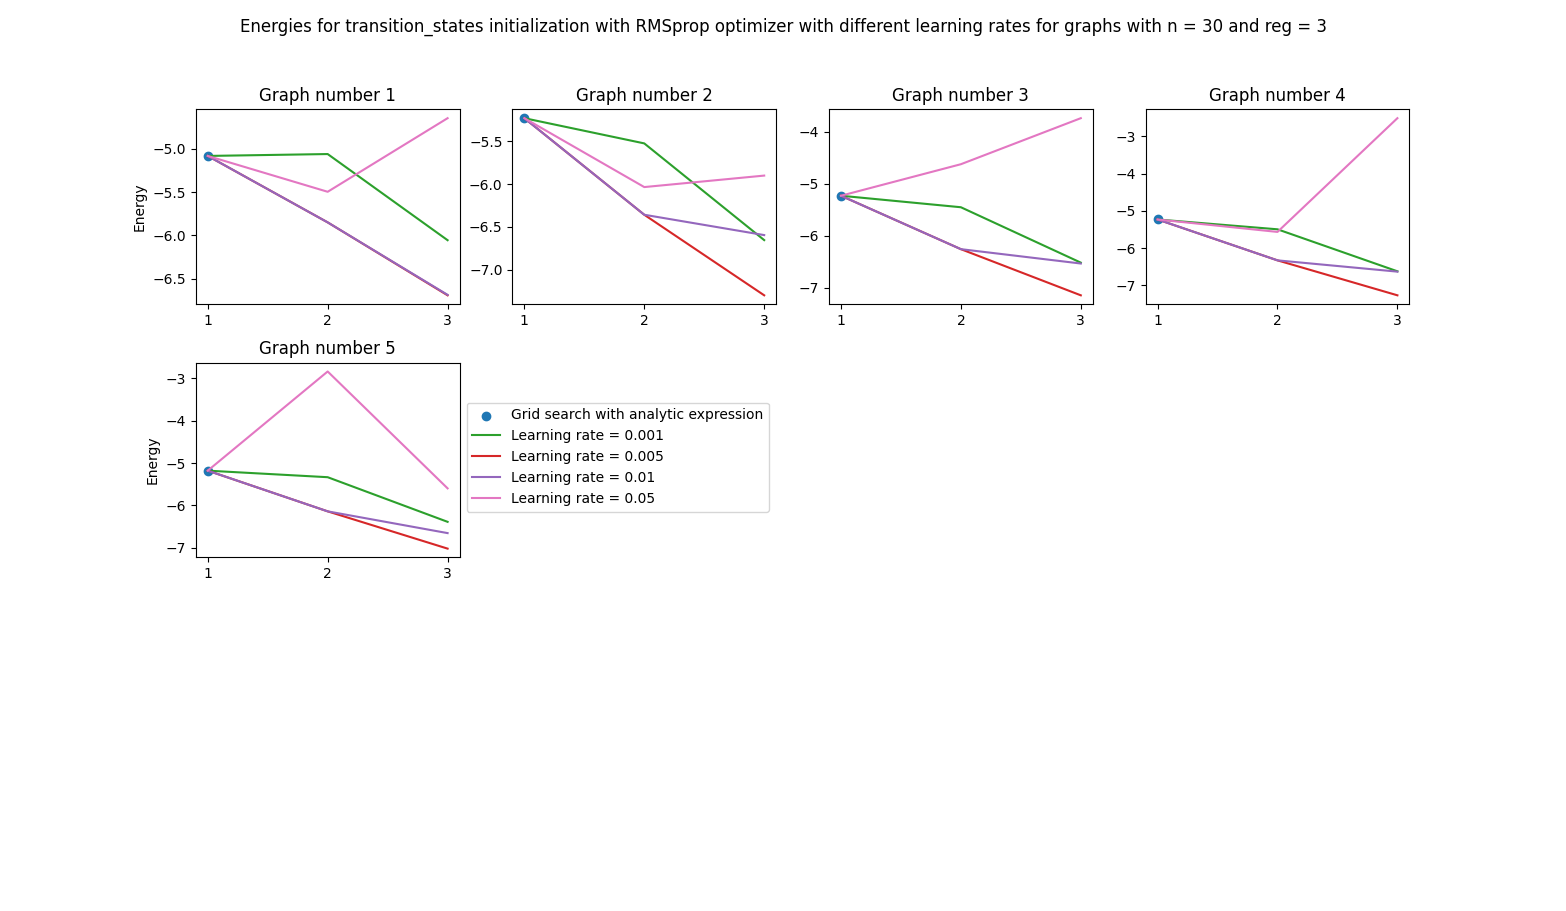 Energies for transition_states initialization with RMSprop optimizer with different learning rates for graphs with n = 30 and reg = 3
Graph number 1
Graph number 2
Graph number 3
Graph number 4
Energy
−5.0
−5.5
−6.0
−6.5
1
2
3
−5.5
−6.0
−6.5
−7.0
1
2
3
−4
−5
−6
−7
1
2
3
−3
−4
−5
−6
−7
1
2
3
Graph number 5
Energy
−3
−4
−5
−6
−7
1
2
3
Grid search with analytic expression
Learning rate = 0.001
Learning rate = 0.005
Learning rate = 0.01
Learning rate = 0.05